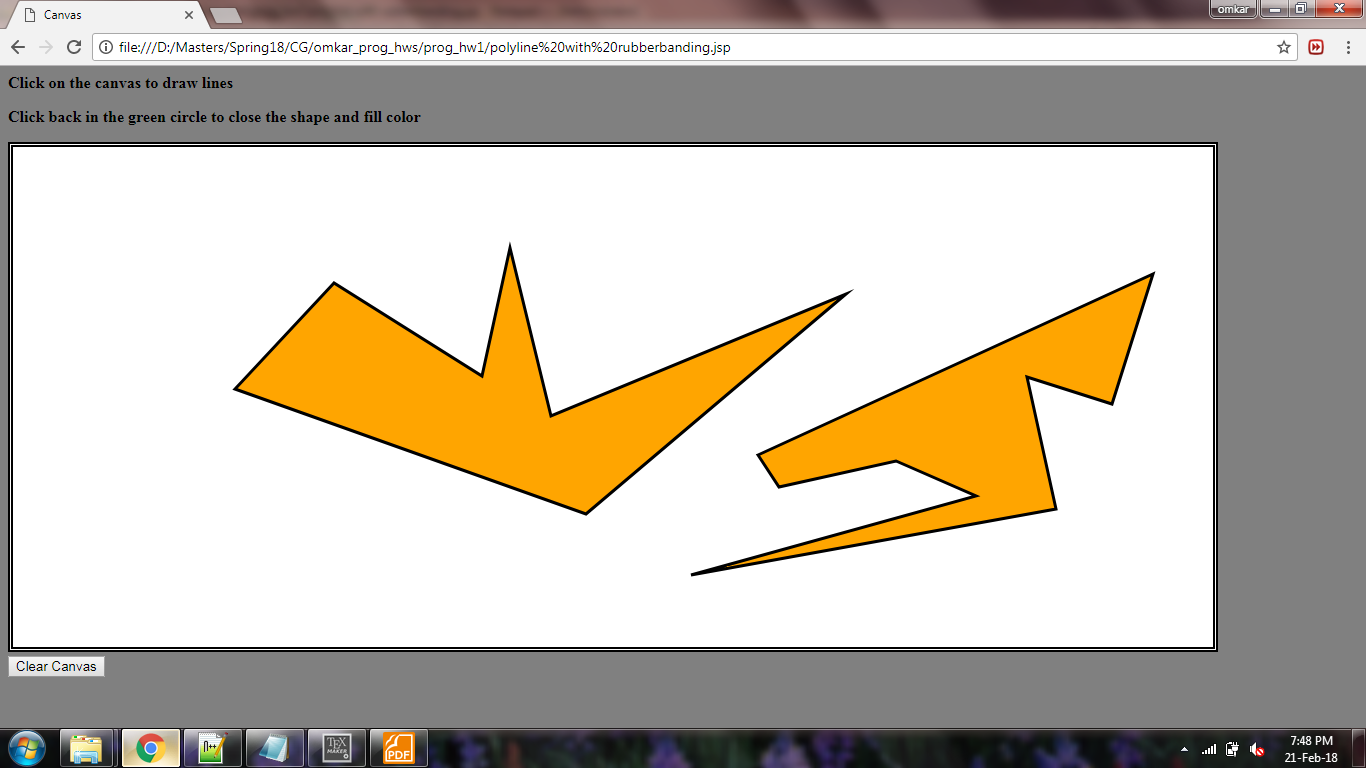 Canvas
omkar
file:///D:/Masters/Spring18/CG/omkar_prog_hws/prog_hw1/polyline%20with%20rubberbanding.jsp
Click on the canvas to draw lines
Click back in the green circle to close the shape and fill color
Clear Canvas
TEX
MAKER
PDF
7:48 PM
21-Feb-18